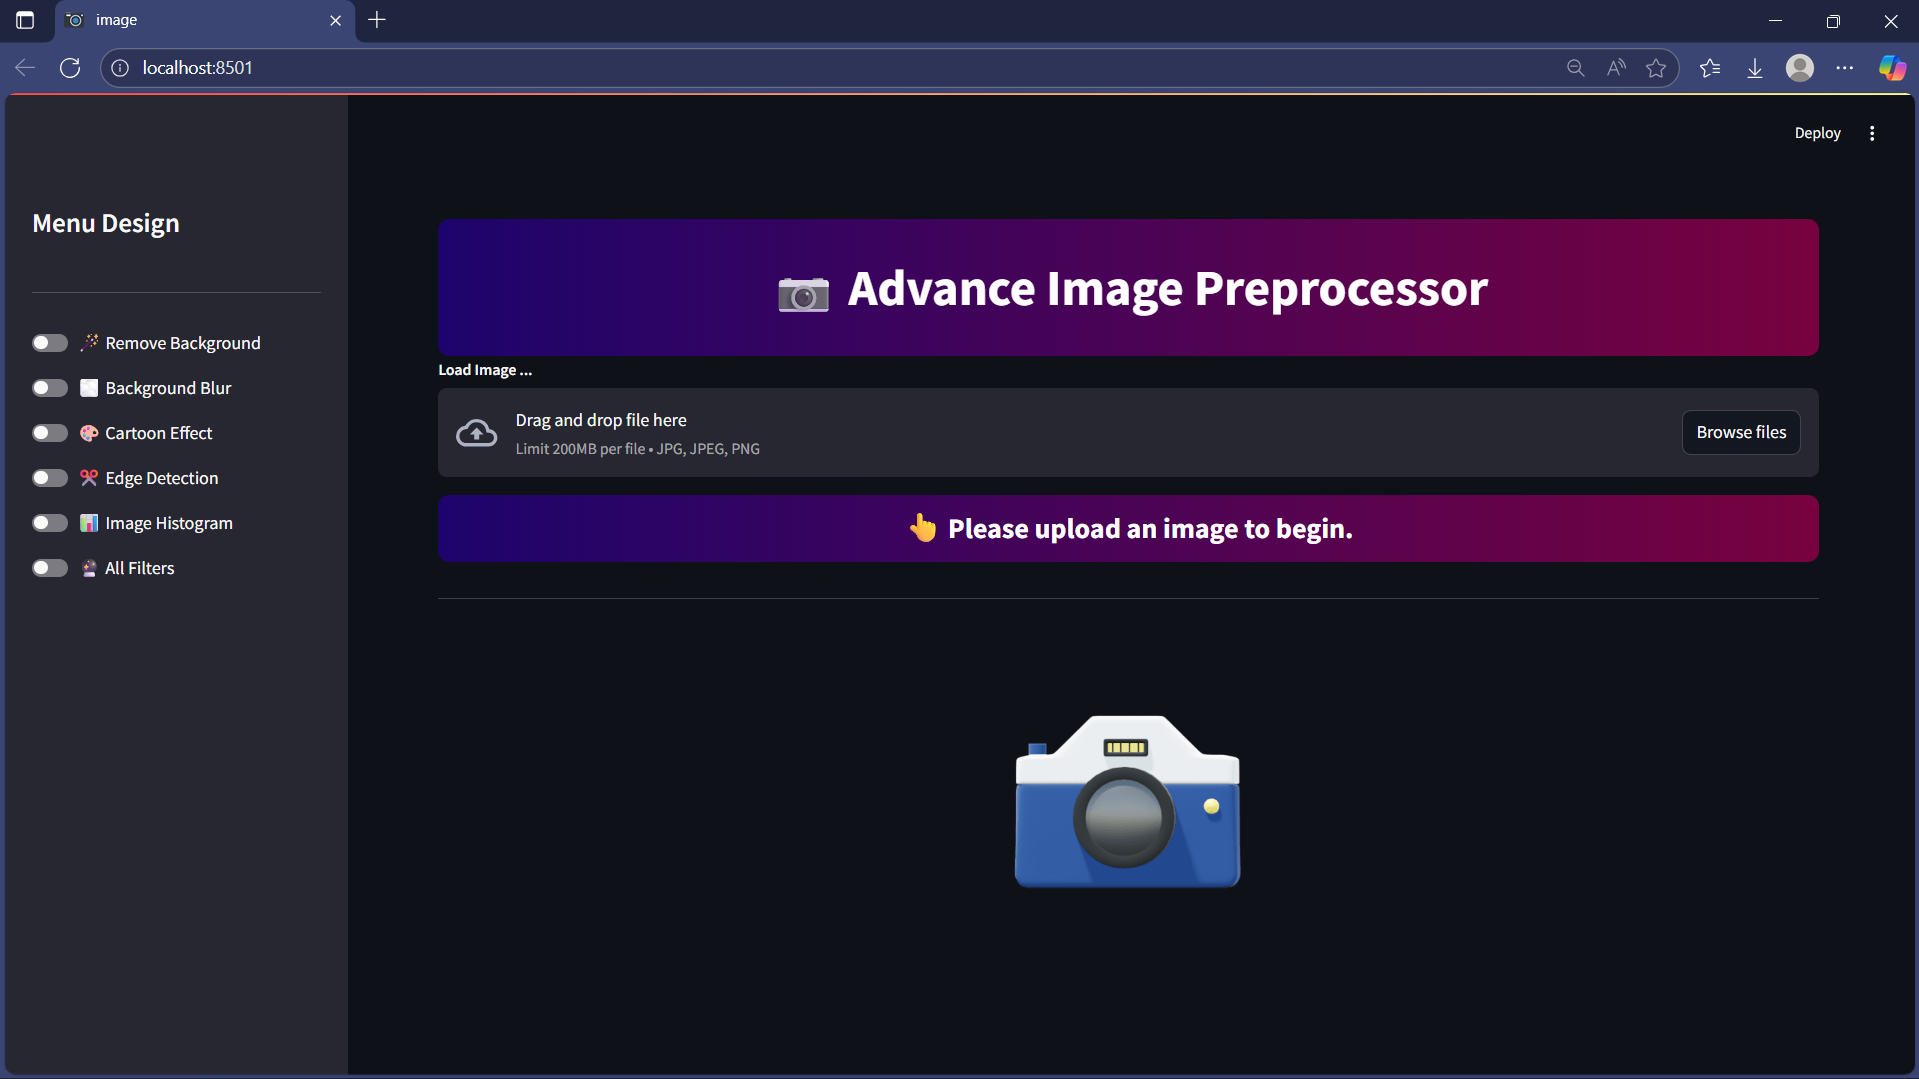 image
localhost:8501
Deploy
Menu Design
Remove Background
Background Blur
Cartoon Effect
Edge Detection
Image Histogram
All Filters
Advance Image Preprocessor
Load Image ...
Drag and drop file here
Limit 200MB per file • JPG, JPEG, PNG
Browse files
Please upload an image to begin.